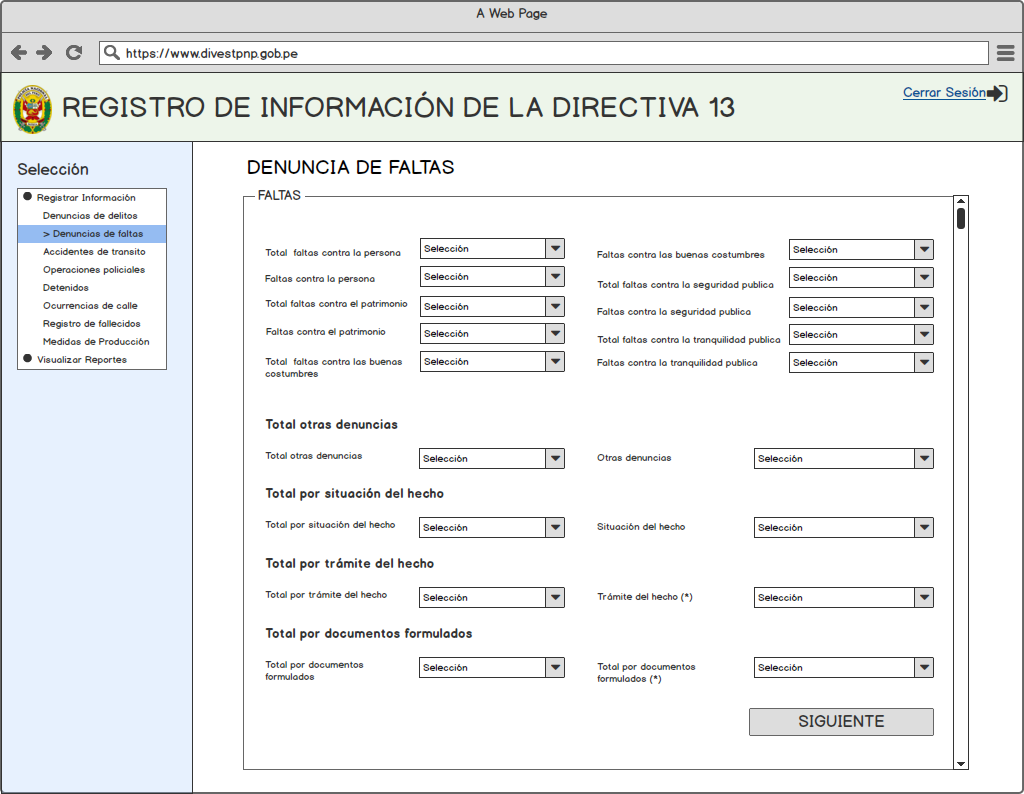 A Web Page
https://www.divestpnp.gob.pe
REGISTRO DE INFORMACIÓN DE LA DIRECTIVA 13
Cerrar Sesión
Selección
Registrar Información
Denuncias de delitos
> Denuncias de faltas
Accidentes de transito
Operaciones policiales
Detenidos
Ocurrencias de calle
Registro de fallecidos
Medidas de Producción
Visualizar Reportes
DENUNCIA DE FALTAS
FALTAS
Total faltas contra la persona
Selección
Faltas contra las buenas costumbres
Selección
Faltas contra la persona
Selección
Total faltas contra la seguridad publica
Selección
Total faltas contra el patrimonio
Selección
Faltas contra la seguridad publica
Selección
Faltas contra el patrimonio
Selección
Total faltas contra la tranquilidad publica
Selección
Total faltas contra las buenas
costumbres
Selección
Faltas contra la tranquilidad publica
Selección
Total otras denuncias
Total otras denuncias
Selección
Otras denuncias
Selección
Total por situación del hecho
Total por situación del hecho
Selección
Situación del hecho
Selección
Total por trámite del hecho
Total por trámite del hecho
Selección
Trámite del hecho (*)
Selección
Total por documentos formulados
Total por documentos
formulados
Selección
Total por documentos
formulados (*)
Selección
SIGUIENTE